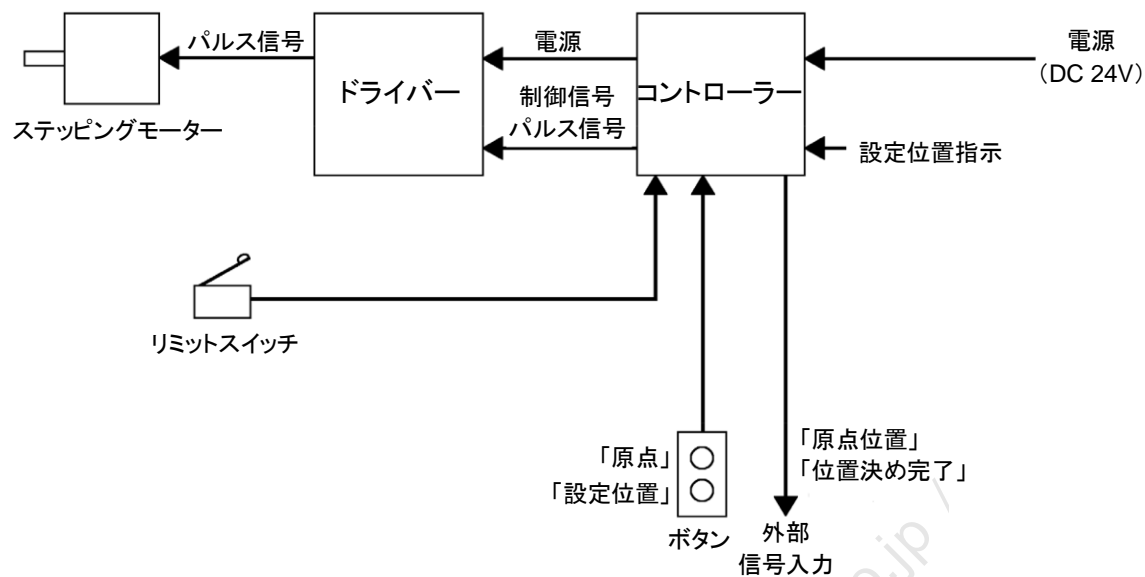 パルス信号
電源
電源
（DC 24V）
ドライバー
制御信号
パルス信号
コントローラー
ステッピングモーター
設定位置指示
リミットスイッチ
「原点」
「設定位置」
ボタン
「原点位置」
「位置決め完了」
外部
信号入力
o.jp /